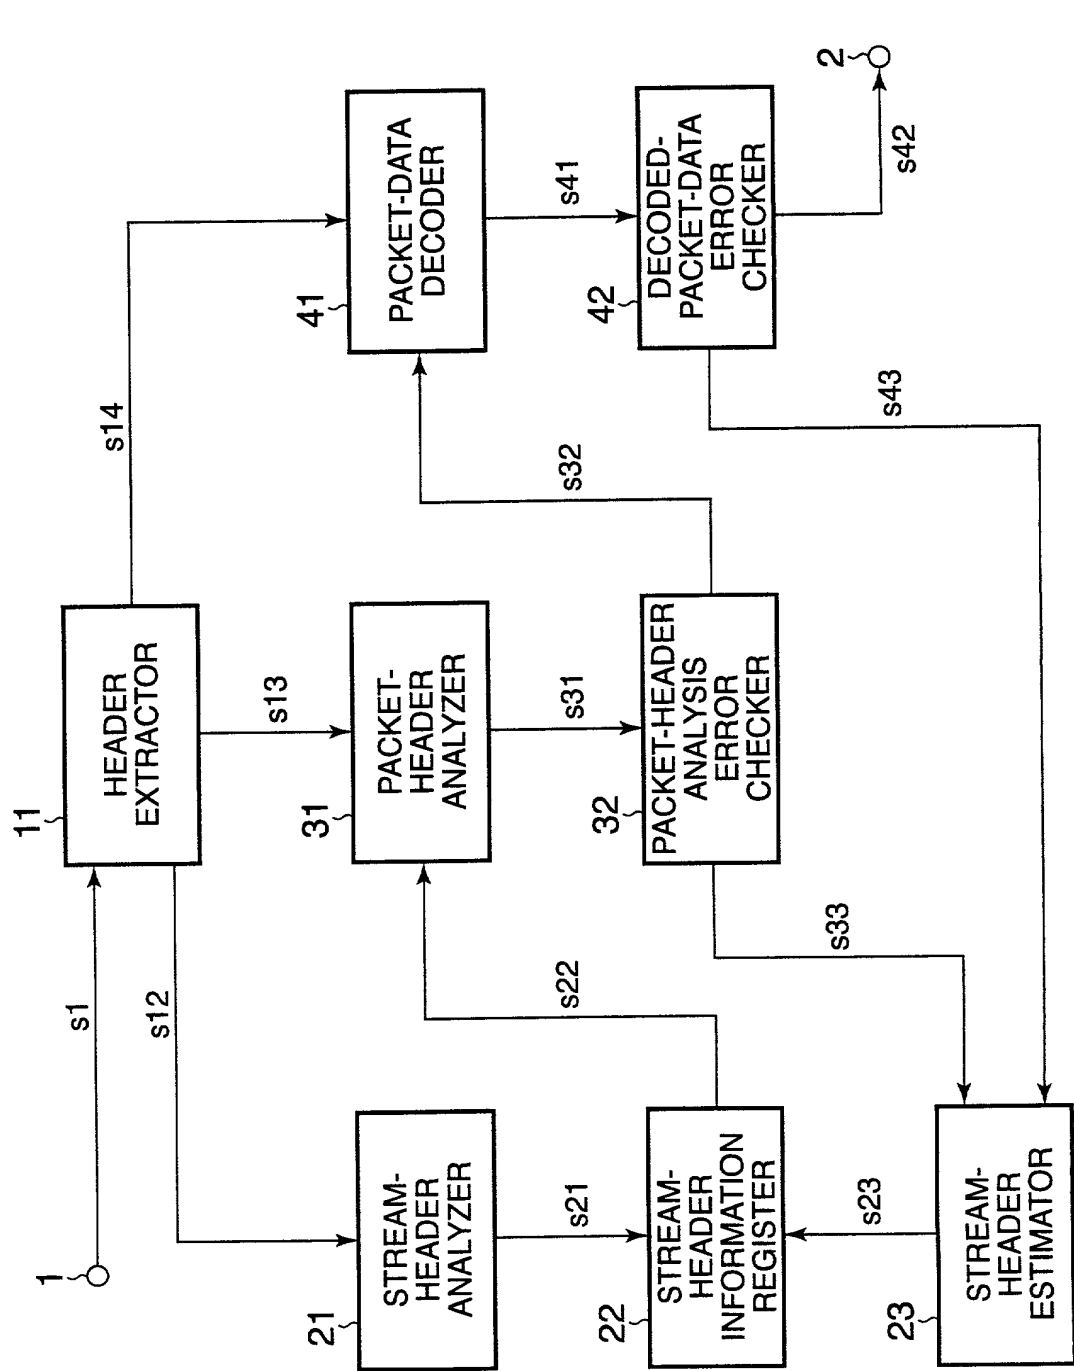 1
s1
11
HEADER
EXTRACTOR
s12
s13
s14
21
STREAM-
HEADER
ANALYZER
31
PACKET-
HEADER
ANALYZER
41
PACKET-DATA
DECODER
s21
s22
s31
s32
s41
22
STREAM-
HEADER
INFORMATION
REGISTER
32
PACKET-HEADER
ANALYSIS
ERROR
CHECKER
42
DECODED-
PACKET-DATA
ERROR
CHECKER
2
s42
s23
s33
s43
23
STREAM-
HEADER
ESTIMATOR